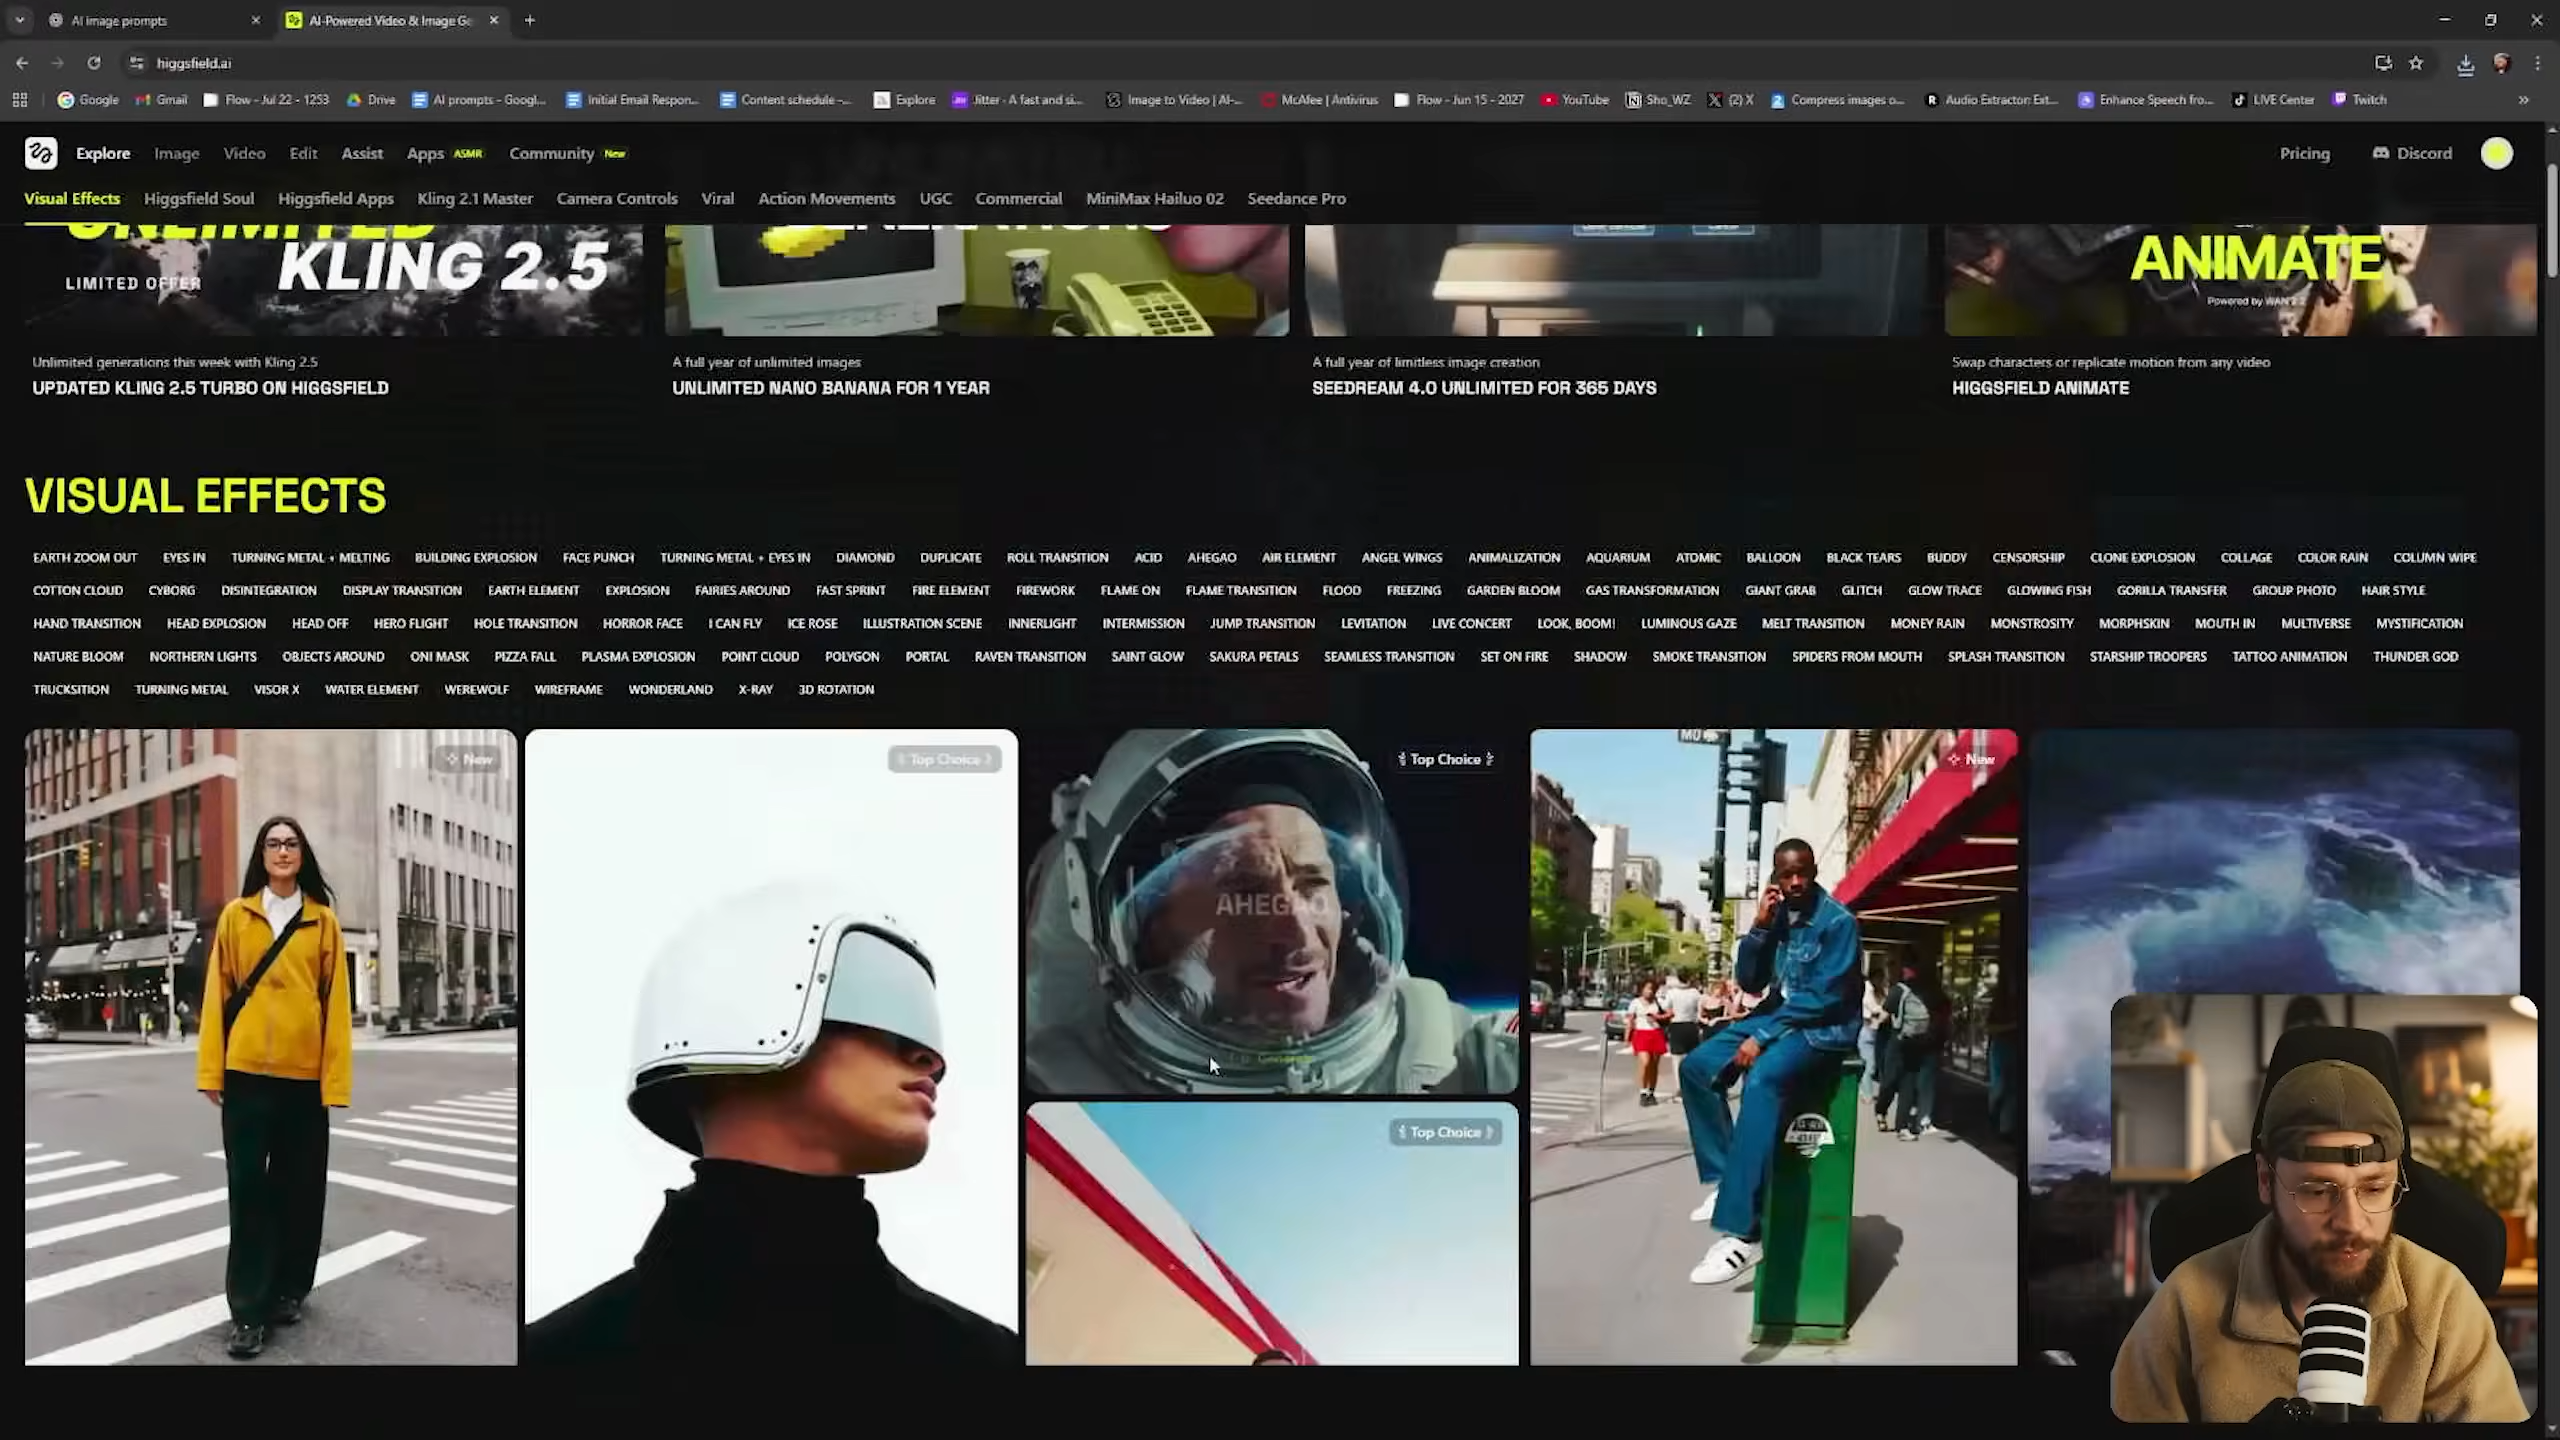 AI image prompts
AI-Powered Video & Image Ge
higgsfield.ai
Google Gmail Flow - Jul 22 - 1253 Drive AI prompts - Googl... Initial Email Respon... Content schedule -... Explore Jitter - A fast and si... Image to Video | AI-... McAfee | Antivirus Flow - Jun 15 - 2027 YouTube Sho_WZ (2) X Compress images o... Audio Extractor: Ext... Enhance Speech fro... LIVE Center Twitch
Explore Image Video Edit Assist Apps ASMR Community New Pricing Discord
Visual Effects Higgsfield Soul Higgsfield Apps Kling 2.1 Master Camera Controls Viral Action Movements UGC Commercial MiniMax Hailuo 02 Seedance Pro
UNLIMITED
KLING 2.5
LIMITED OFFER
GENERATIONS
ANIMATE
Powered by WAN 2.2
Unlimited generations this week with Kling 2.5
UPDATED KLING 2.5 TURBO ON HIGGSFIELD
A full year of unlimited images
UNLIMITED NANO BANANA FOR 1 YEAR
A full year of limitless image creation
SEEDREAM 4.0 UNLIMITED FOR 365 DAYS
Swap characters or replicate motion from any video
HIGGSFIELD ANIMATE
VISUAL EFFECTS
EARTH ZOOM OUT EYES IN TURNING METAL + MELTING BUILDING EXPLOSION FACE PUNCH TURNING METAL + EYES IN DIAMOND DUPLICATE ROLL TRANSITION ACID AHEGAO AIR ELEMENT ANGEL WINGS ANIMALIZATION AQUARIUM ATOMIC BALLOON BLACK TEARS BUDDY CENSORSHIP CLONE EXPLOSION COLLAGE COLOR RAIN COLUMN WIPE
COTTON CLOUD CYBORG DISINTEGRATION DISPLAY TRANSITION EARTH ELEMENT EXPLOSION FAIRIES AROUND FAST SPRINT FIRE ELEMENT FIREWORK FLAME ON FLAME TRANSITION FLOOD FREEZING GARDEN BLOOM GAS TRANSFORMATION GIANT GRAB GLITCH GLOW TRACE GLOWING FISH GORILLA TRANSFER GROUP PHOTO HAIR STYLE
HAND TRANSITION HEAD EXPLOSION HEAD OFF HERO FLIGHT HOLE TRANSITION HORROR FACE I CAN FLY ICE ROSE ILLUSTRATION SCENE INNERLIGHT INTERMISSION JUMP TRANSITION LEVITATION LIVE CONCERT LOOK, BOOM! LUMINOUS GAZE MELT TRANSITION MONEY RAIN MONSTROSITY MORPHSKIN MOUTH IN MULTIVERSE MYSTIFICATION
NATURE BLOOM NORTHERN LIGHTS OBJECTS AROUND ONI MASK PIZZA FALL PLASMA EXPLOSION POINT CLOUD POLYGON PORTAL RAVEN TRANSITION SAINT GLOW SAKURA PETALS SEAMLESS TRANSITION SET ON FIRE SHADOW SMOKE TRANSITION SPIDERS FROM MOUTH SPLASH TRANSITION STARSHIP TROOPERS TATTOO ANIMATION THUNDER GOD
TRUCKSITION TURNING METAL VISOR X WATER ELEMENT WEREWOLF WIREFRAME WONDERLAND X-RAY 3D ROTATION
New
Top Choice
Top Choice
New
AHEGAO
Top Choice